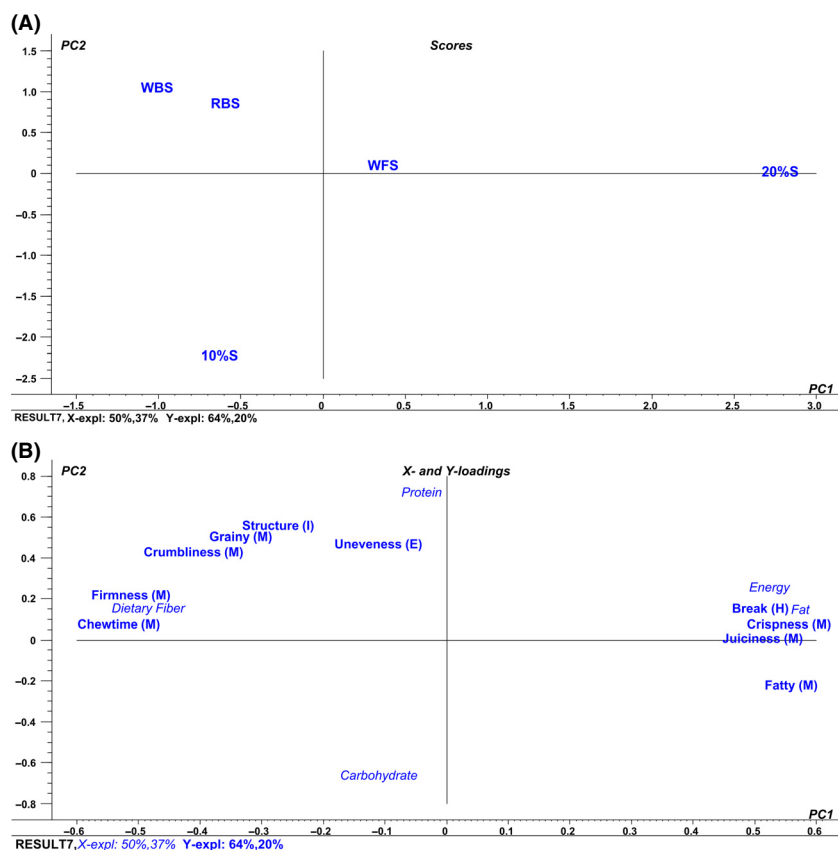 (A)
PC2 Scores
1.5
1.0
0.5
0
–0.5
–1.0
–1.5
–2.0
–2.5
WBS
RBS
WFS
20%S
10%S
PC1
–1.5 –1.0 –0.5 0 0.5 1.0 1.5 2.0 2.5 3.0
RESULT7, X-expl: 50%,37% Y-expl: 64%,20%
(B)
PC2 X- and Y-loadings
0.8
0.6
0.4
0.2
0
–0.2
–0.4
–0.6
–0.8
Protein
Structure (I)
Grainy (M)
Uneveness (E)
Crumbliness (M)
Firmness (M)
Dietary Fiber
Chewtime (M)
Energy
Break (H) Fat
Crispness (M)
Juiciness (M)
Fatty (M)
Carbohydrate
PC1
–0.6 –0.5 –0.4 –0.3 –0.2 –0.1 0 0.1 0.2 0.3 0.4 0.5 0.6
RESULT7, X-expl: 50%,37% Y-expl: 64%,20%